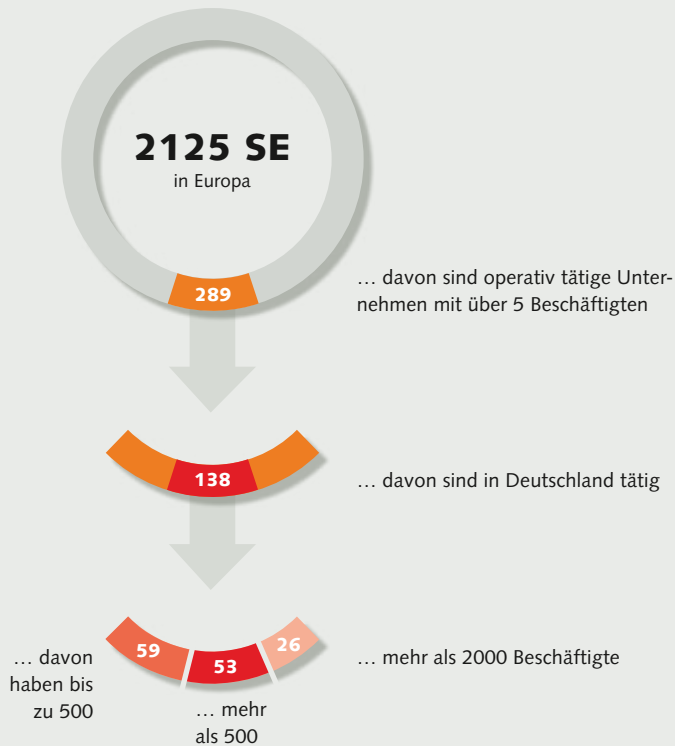 2125 SE
in Europa
289
… davon sind operativ tätige Unter-
nehmen mit über 5 Beschäftigten
138
… davon sind in Deutschland tätig
59
53
26
… davon
haben bis
zu 500
… mehr
als 500
… mehr als 2000 Beschäftigte